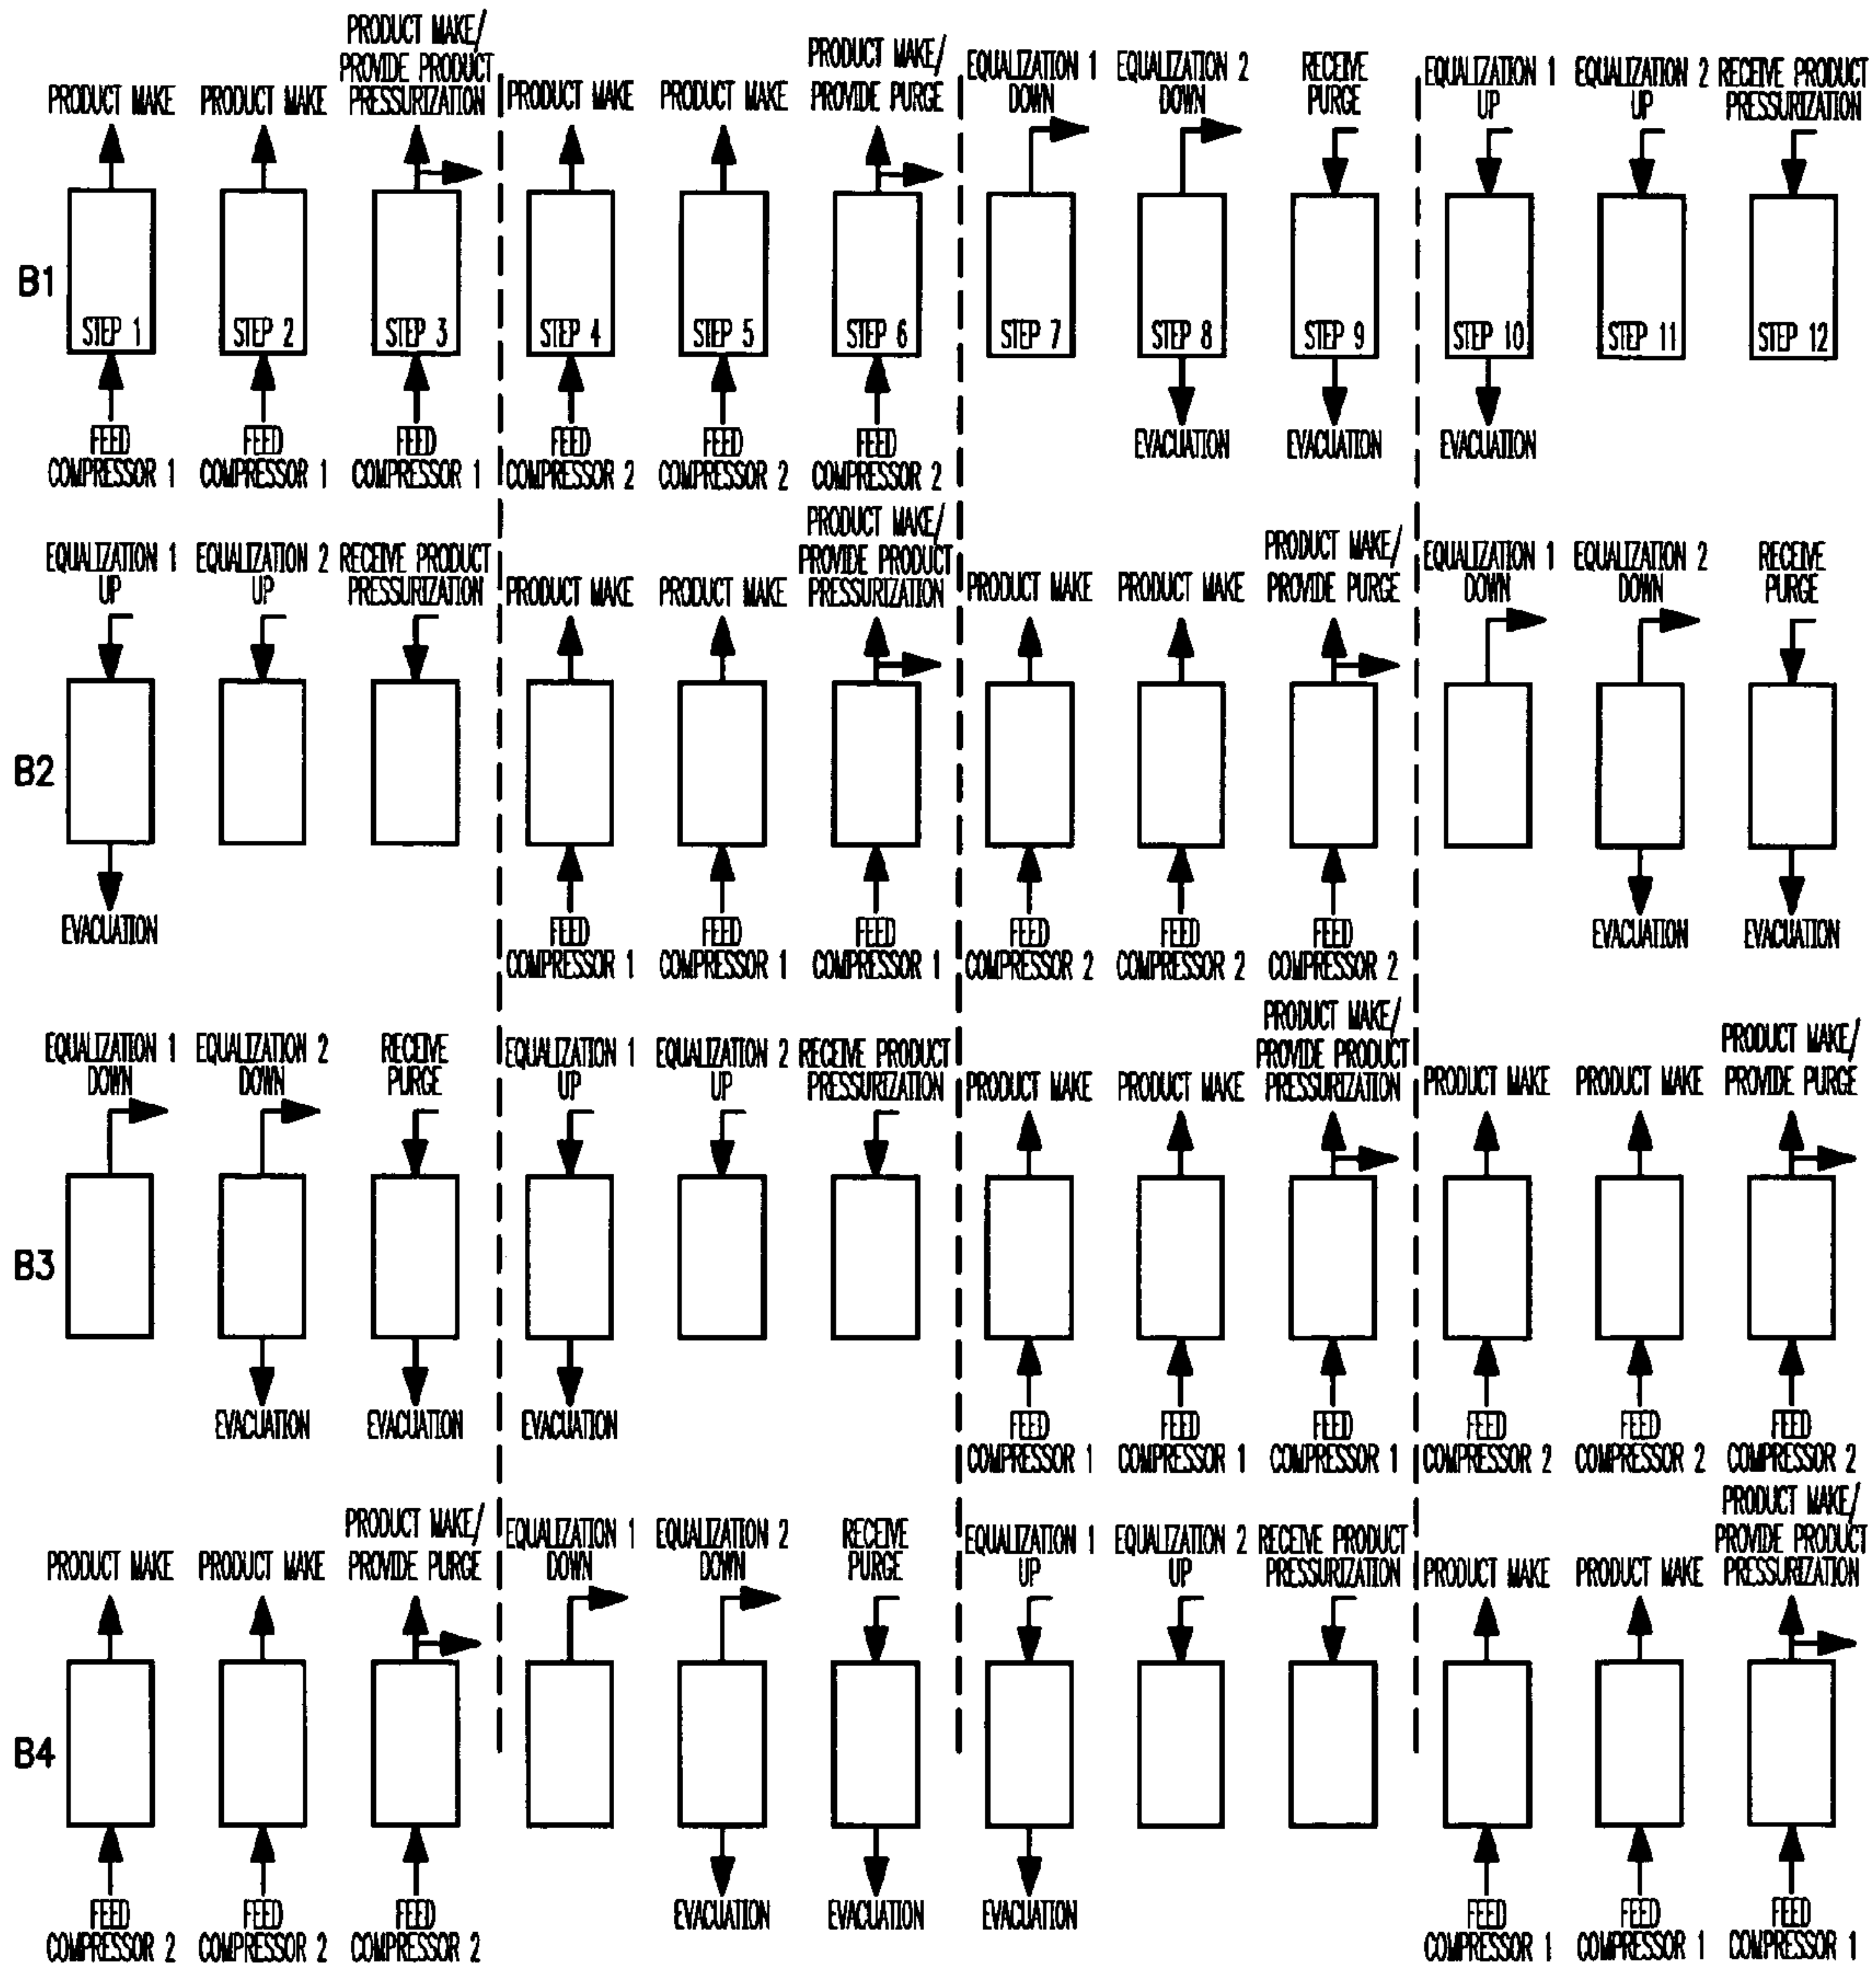 PRODUCT MAKE
PRODUCT MAKE
PRODUCT MAKE/
PROVIDE PRODUCT
PRESSURIZATION
PRODUCT MAKE
PRODUCT MAKE
PRODUCT MAKE/
PROVIDE PURGE
EQUALIZATION 1
DOWN
EQUALIZATION 2
DOWN
RECEIVE
PURGE
EQUALIZATION 1
UP
EQUALIZATION 2
UP
RECEIVE PRODUCT
PRESSURIZATION
B1
STEP 1
STEP 2
STEP 3
STEP 4
STEP 5
STEP 6
STEP 7
STEP 8
STEP 9
STEP 10
STEP 11
STEP 12
FEED
COMPRESSOR 1
FEED
COMPRESSOR 1
FEED
COMPRESSOR 1
FEED
COMPRESSOR 2
FEED
COMPRESSOR 2
FEED
COMPRESSOR 2
EVACUATION
EVACUATION
EVACUATION
EQUALIZATION 1
UP
EQUALIZATION 2
UP
RECEIVE PRODUCT
PRESSURIZATION
PRODUCT MAKE
PRODUCT MAKE
PRODUCT MAKE/
PROVIDE PRODUCT
PRESSURIZATION
PRODUCT MAKE
PRODUCT MAKE
PRODUCT MAKE/
PROVIDE PURGE
EQUALIZATION 1
DOWN
EQUALIZATION 2
DOWN
RECEIVE
PURGE
B2
EVACUATION
FEED
COMPRESSOR 1
FEED
COMPRESSOR 1
FEED
COMPRESSOR 1
FEED
COMPRESSOR 2
FEED
COMPRESSOR 2
FEED
COMPRESSOR 2
EVACUATION
EVACUATION
EQUALIZATION 1
DOWN
EQUALIZATION 2
DOWN
RECEIVE
PURGE
EQUALIZATION 1
UP
EQUALIZATION 2
UP
RECEIVE PRODUCT
PRESSURIZATION
PRODUCT MAKE
PRODUCT MAKE
PRODUCT MAKE/
PROVIDE PRODUCT
PRESSURIZATION
PRODUCT MAKE
PRODUCT MAKE
PRODUCT MAKE/
PROVIDE PURGE
B3
EVACUATION
EVACUATION
EVACUATION
FEED
COMPRESSOR 1
FEED
COMPRESSOR 1
FEED
COMPRESSOR 1
FEED
COMPRESSOR 2
FEED
COMPRESSOR 2
FEED
COMPRESSOR 2
PRODUCT MAKE
PRODUCT MAKE
PRODUCT MAKE/
PROVIDE PURGE
EQUALIZATION 1
DOWN
EQUALIZATION 2
DOWN
RECEIVE
PURGE
EQUALIZATION 1
UP
EQUALIZATION 2
UP
RECEIVE PRODUCT
PRESSURIZATION
PRODUCT MAKE
PRODUCT MAKE
PRODUCT MAKE/
PROVIDE PRODUCT
PRESSURIZATION
B4
FEED
COMPRESSOR 2
FEED
COMPRESSOR 2
FEED
COMPRESSOR 2
EVACUATION
EVACUATION
EVACUATION
FEED
COMPRESSOR 1
FEED
COMPRESSOR 1
FEED
COMPRESSOR 1